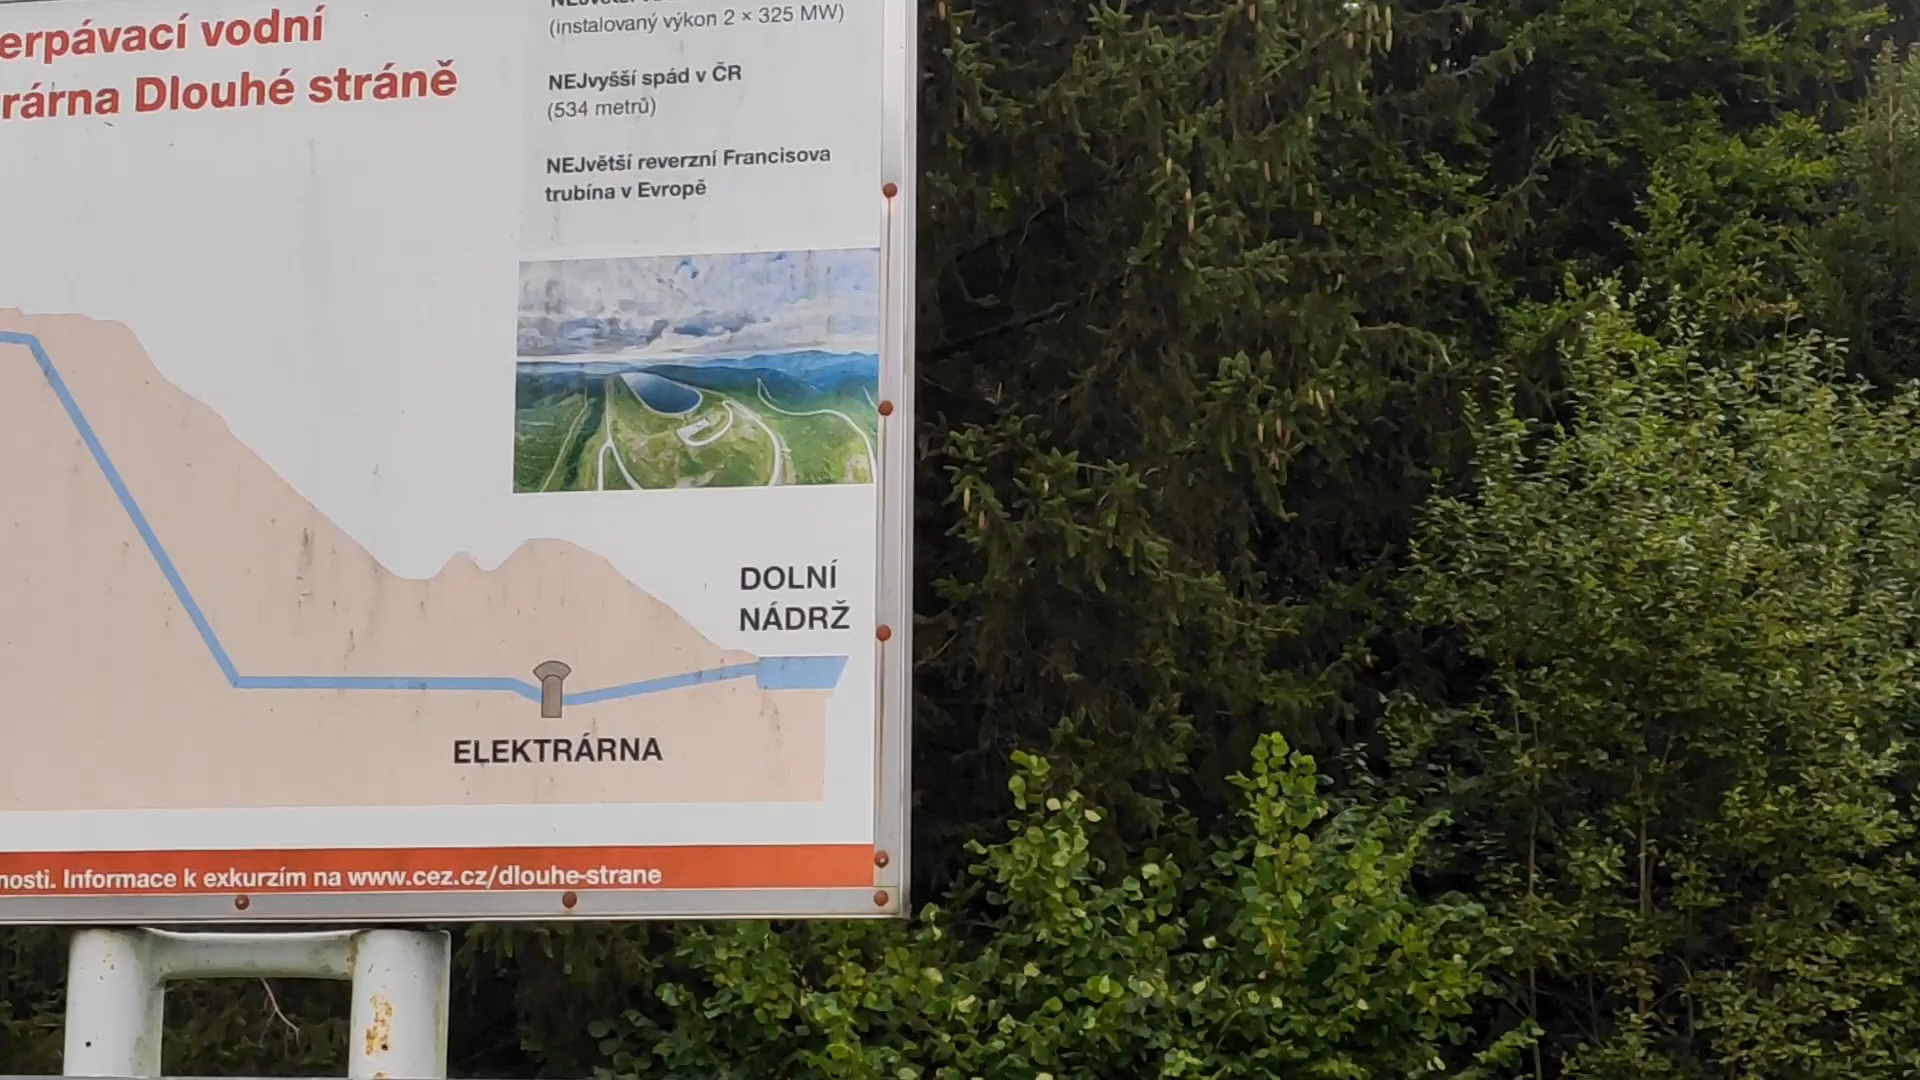 erpávací vodní
rárna Dlouhé stráně
(instalovaný výkon 2 × 325 MW)
NEJvyšší spád v ČR
(534 metrů)
NEJvětší reverzní Francisova
trubína v Evropě
DOLNÍ
NÁDRŽ
ELEKTRÁRNA
nosti. Informace k exkurzím na www.cez.cz/dlouhe-strane